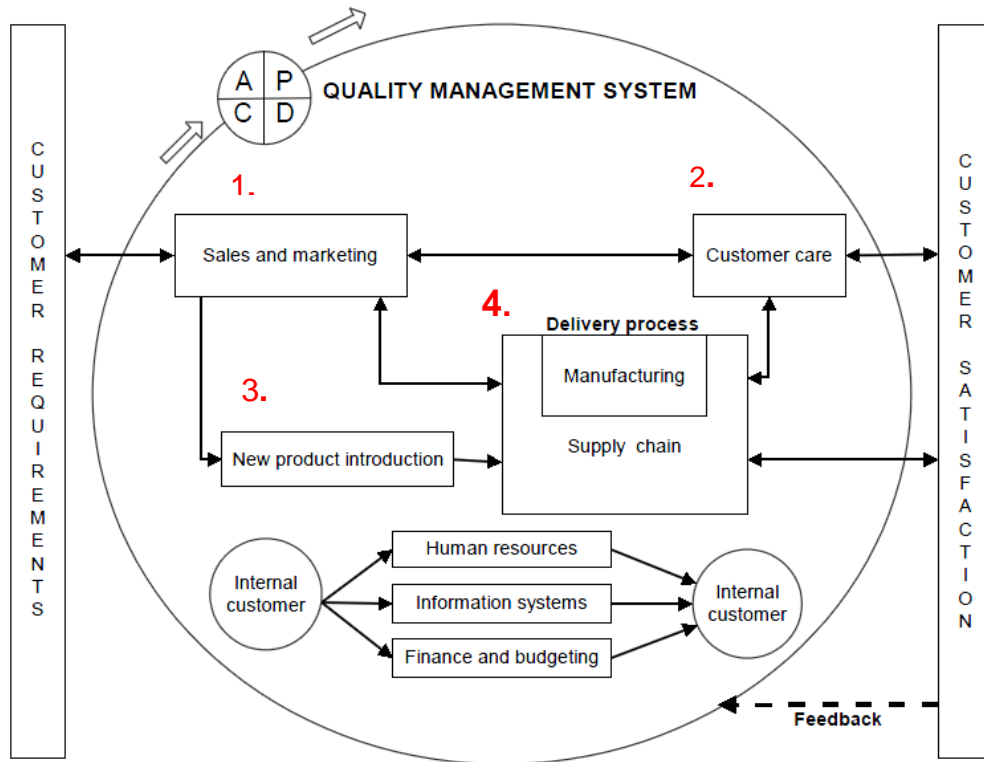 A P
C D
QUALITY MANAGEMENT SYSTEM
CUSTOMER REQUIREMENTS
1.
2.
Sales and marketing
Customer care
4.
Delivery process
Manufacturing
3.
Supply chain
New product introduction
Internal
customer
Human resources
Information systems
Finance and budgeting
Internal
customer
CUSTOMER SATISFACTION
Feedback